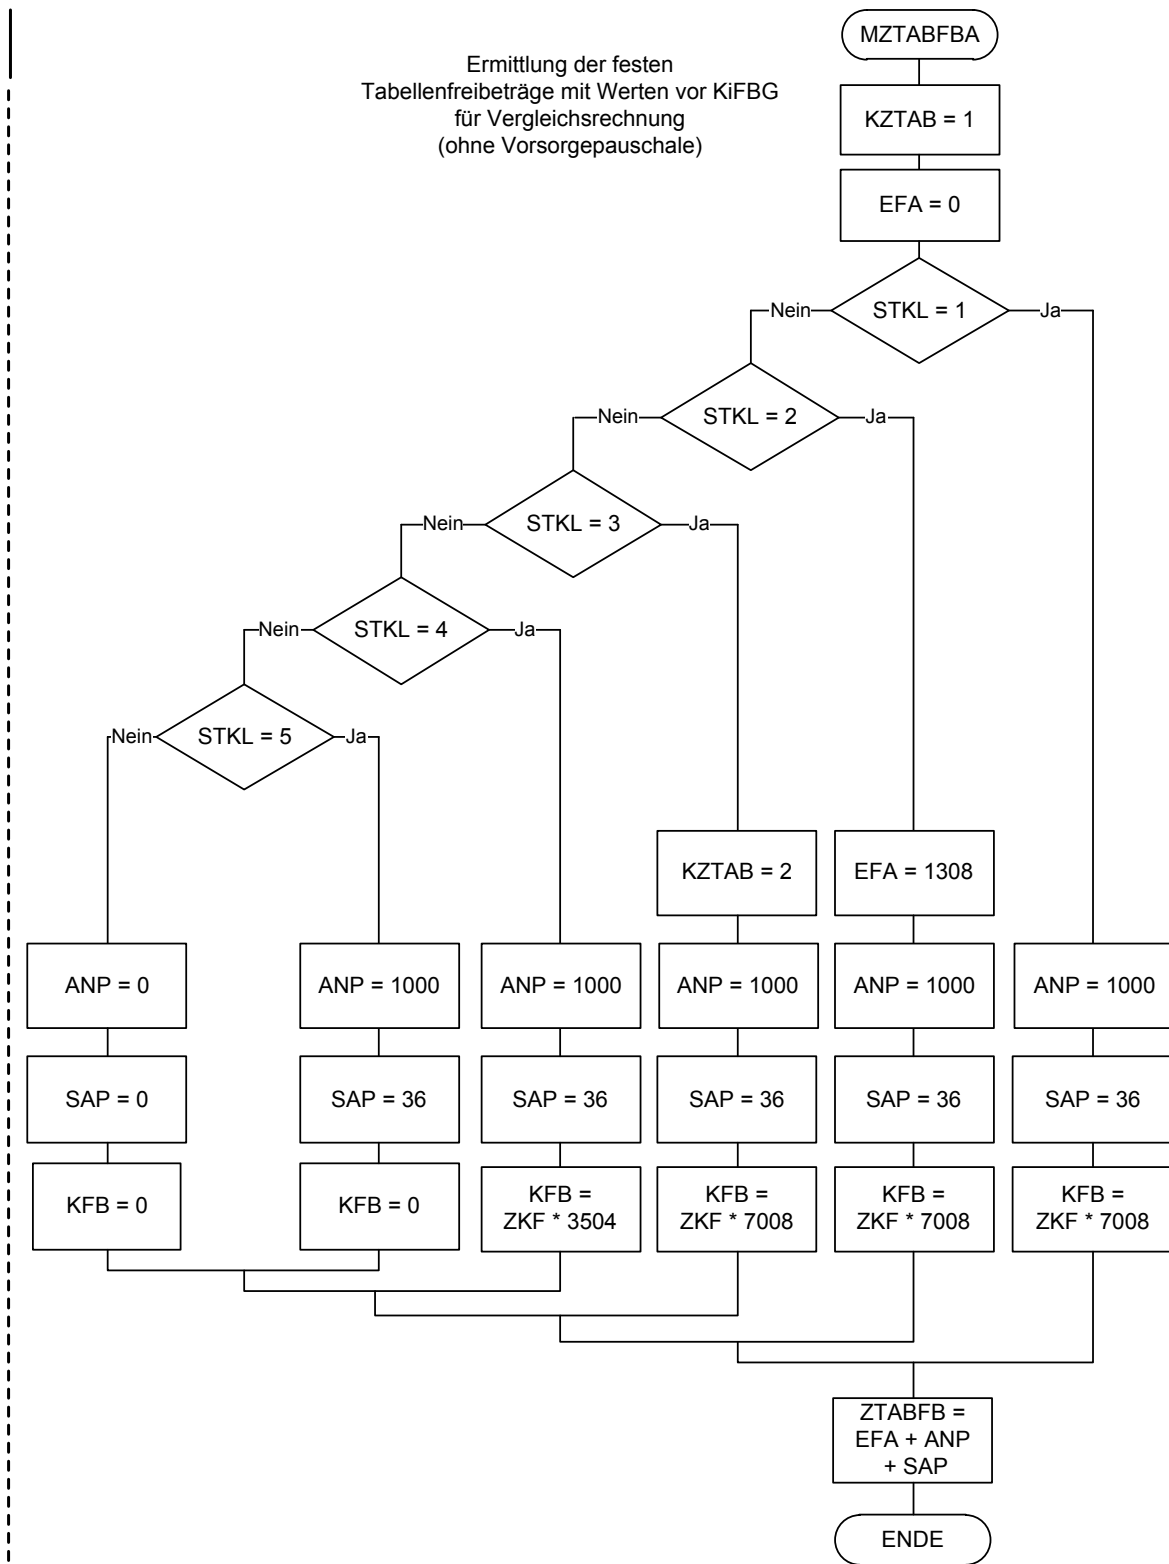 MZTABFBA
Ermittlung der festen
Tabellenfreibeträge mit Werten vor KiFBG
für Vergleichsrechnung
(ohne Vorsorgepauschale)
KZTAB = 1
EFA = 0
STKL = 1
Nein
Ja
STKL = 2
Nein
Ja
STKL = 3
Nein
Ja
STKL = 4
Nein
Ja
STKL = 5
Nein
Ja
KZTAB = 2
EFA = 1308
ANP = 0
ANP = 1000
ANP = 1000
ANP = 1000
ANP = 1000
ANP = 1000
SAP = 0
SAP = 36
SAP = 36
SAP = 36
SAP = 36
SAP = 36
KFB = 0
KFB = 0
KFB =
ZKF * 3504
KFB =
ZKF * 7008
KFB =
ZKF * 7008
KFB =
ZKF * 7008
ZTABFB =
EFA + ANP
+ SAP
ENDE